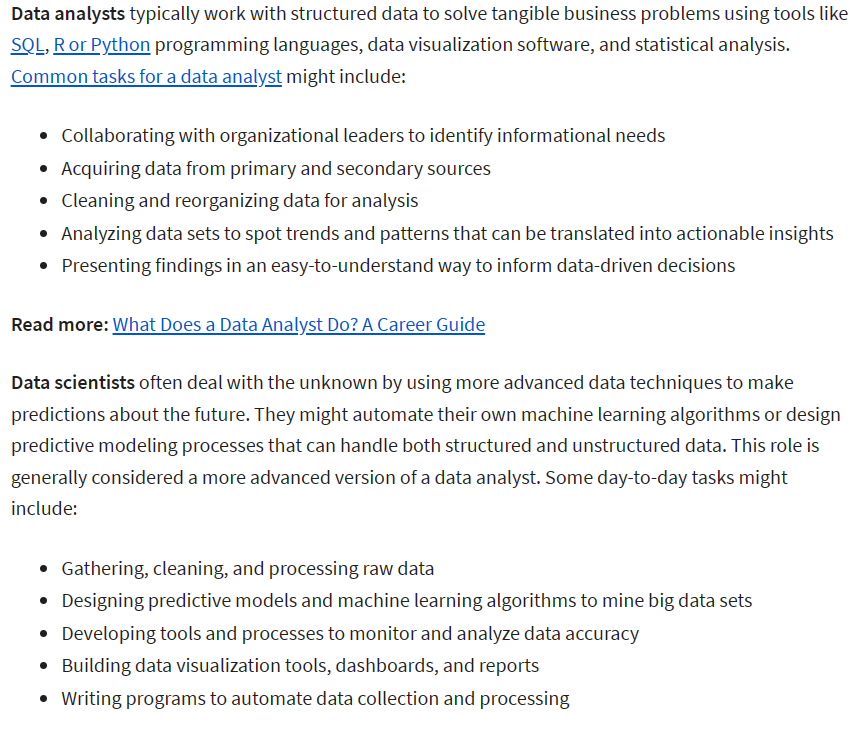 Data analysts typically work with structured data to solve tangible business problems using tools like
SQL, R or Python programming languages, data visualization software, and statistical analysis.
Common tasks for a data analyst might include:
• Collaborating with organizational leaders to identify informational needs
• Acquiring data from primary and secondary sources
• Cleaning and reorganizing data for analysis
• Analyzing data sets to spot trends and patterns that can be translated into actionable insights
• Presenting findings in an easy-to-understand way to inform data-driven decisions
Read more: What Does a Data Analyst Do? A Career Guide
Data scientists often deal with the unknown by using more advanced data techniques to make
predictions about the future. They might automate their own machine learning algorithms or design
predictive modeling processes that can handle both structured and unstructured data. This role is
generally considered a more advanced version of a data analyst. Some day-to-day tasks might
include:
• Gathering, cleaning, and processing raw data
• Designing predictive models and machine learning algorithms to mine big data sets
• Developing tools and processes to monitor and analyze data accuracy
• Building data visualization tools, dashboards, and reports
• Writing programs to automate data collection and processing